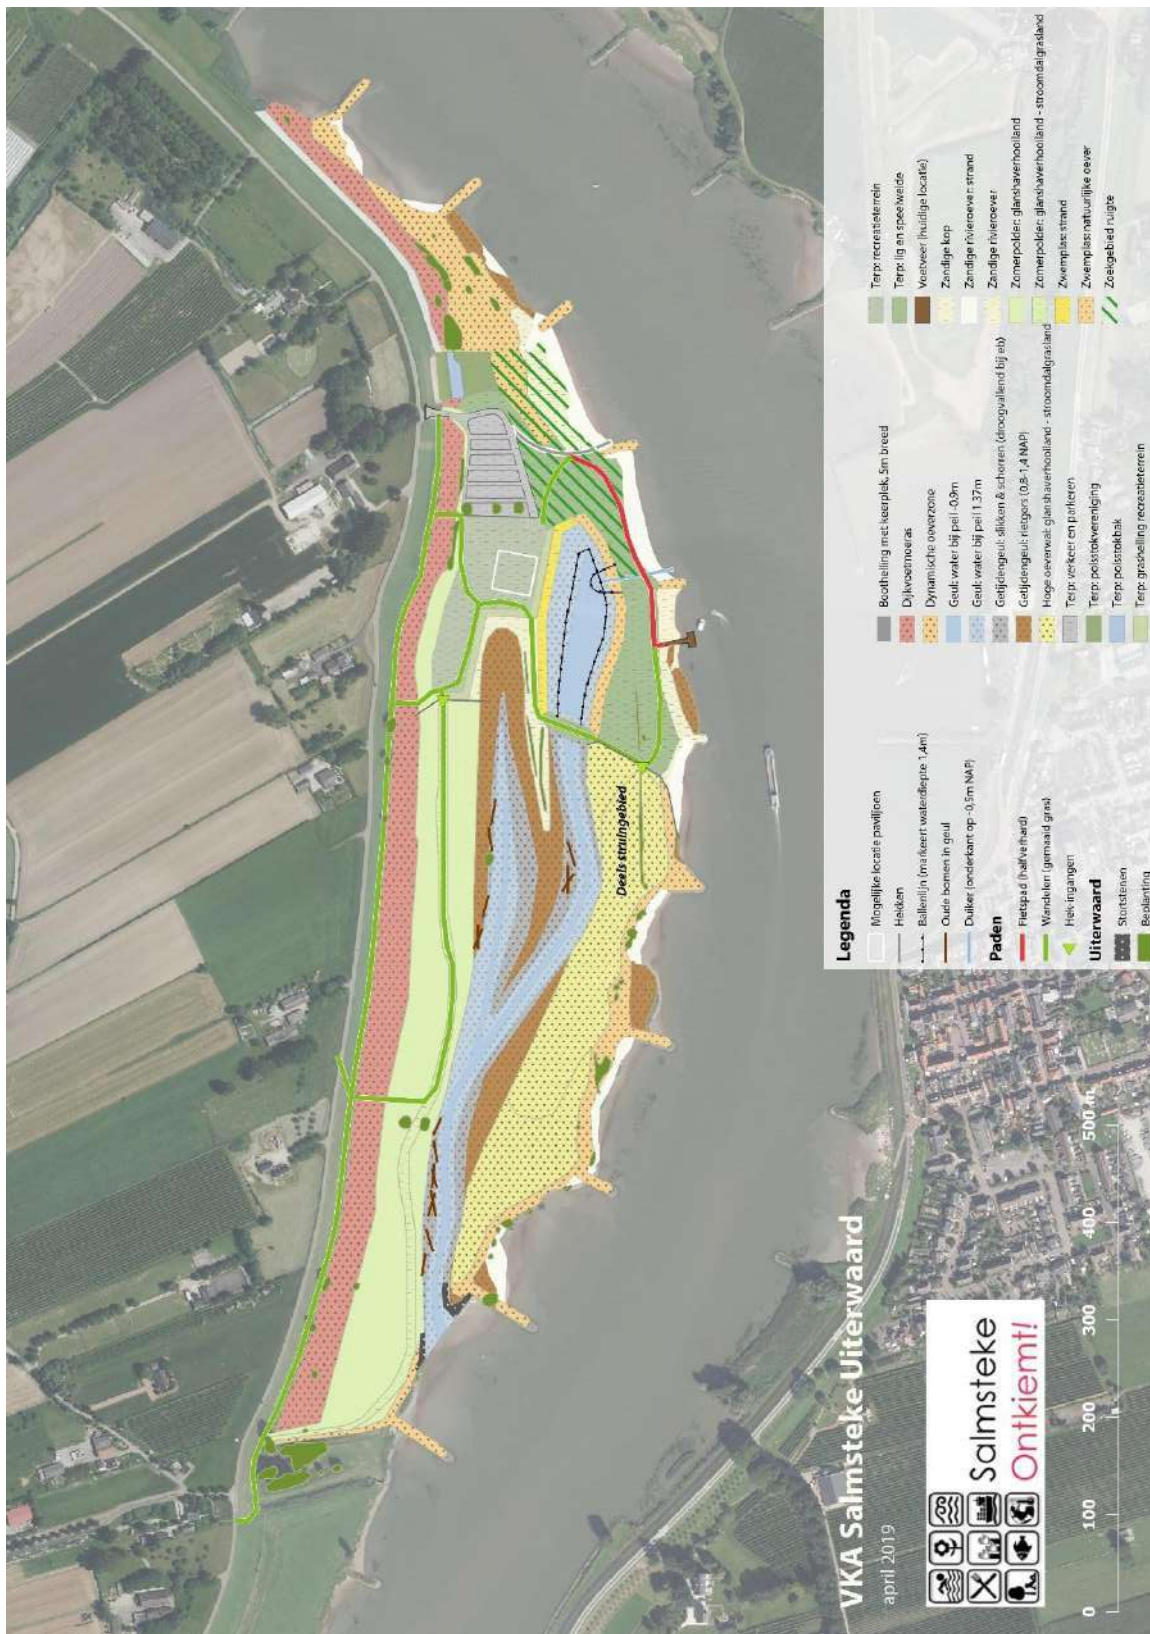 Deels struingebied
VKA Salmsteke Uiterwaard
april 2019
Salmsteke
Ontkiemt!
0 100 200 300 400 500 m
Legenda
Mogelijke locatie paviljoen
Hekken
Ballenlijn (markeert waterdiepte 1,4m)
Oude bomen in geul
Duiker (onderkant op -0,5m NAP)
Paden
Fietspad (halfverhard)
Wandelen (gemaaid gras)
Hek-ingangen
Uiterwaard
Stortstenen
Beplanting
Boothelling met keerplek, 5m breed
Dijkvoetmoeras
Dynamische oeverzone
Geul: water bij peil -0,9m
Geul: water bij peil 1,37m
Getijdengeul: slikken & schorren (droogvallend bij eb)
Getijdengeul: rietgors (0,8-1,4 NAP)
Hoge oeverwal: glanshaverhooiland - stroomdalgrasland
Terp: verkeer en parkeren
Terp: polsstokvereniging
Terp: polsstokbak
Terp: grashelling recreatieterrein
Terp: recreatieterrein
Terp: lig en speelweide
Voetveer (huidige locatie)
Zandige kop
Zandige rivieroever: strand
Zandige rivieroever
Zomerpolder: glanshaverhooiland
Zomerpolder: glanshaverhooiland - stroomdalgrasland
Zwemplas: strand
Zwemplas: natuurlijke oever
Zoekgebied ruigte